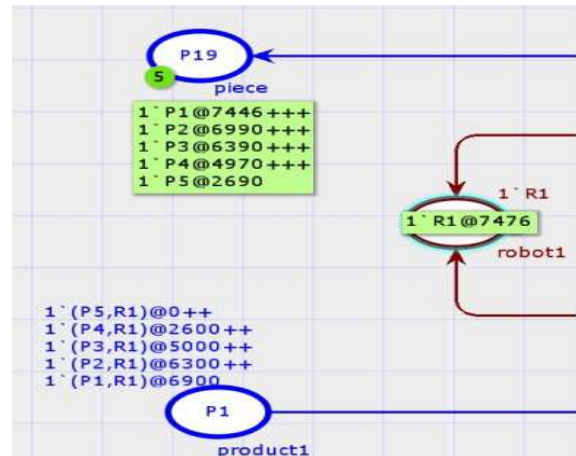 P19
5
piece
1`P1@7446+++
1`P2@6990+++
1`P3@6390+++
1`P4@4970+++
1`P5@2690
1`R1
1`R1@7476
robot1
1`(P5,R1)@0++
1`(P4,R1)@2600++
1`(P3,R1)@5000++
1`(P2,R1)@6300++
1`(P1,R1)@6900
P1
product1